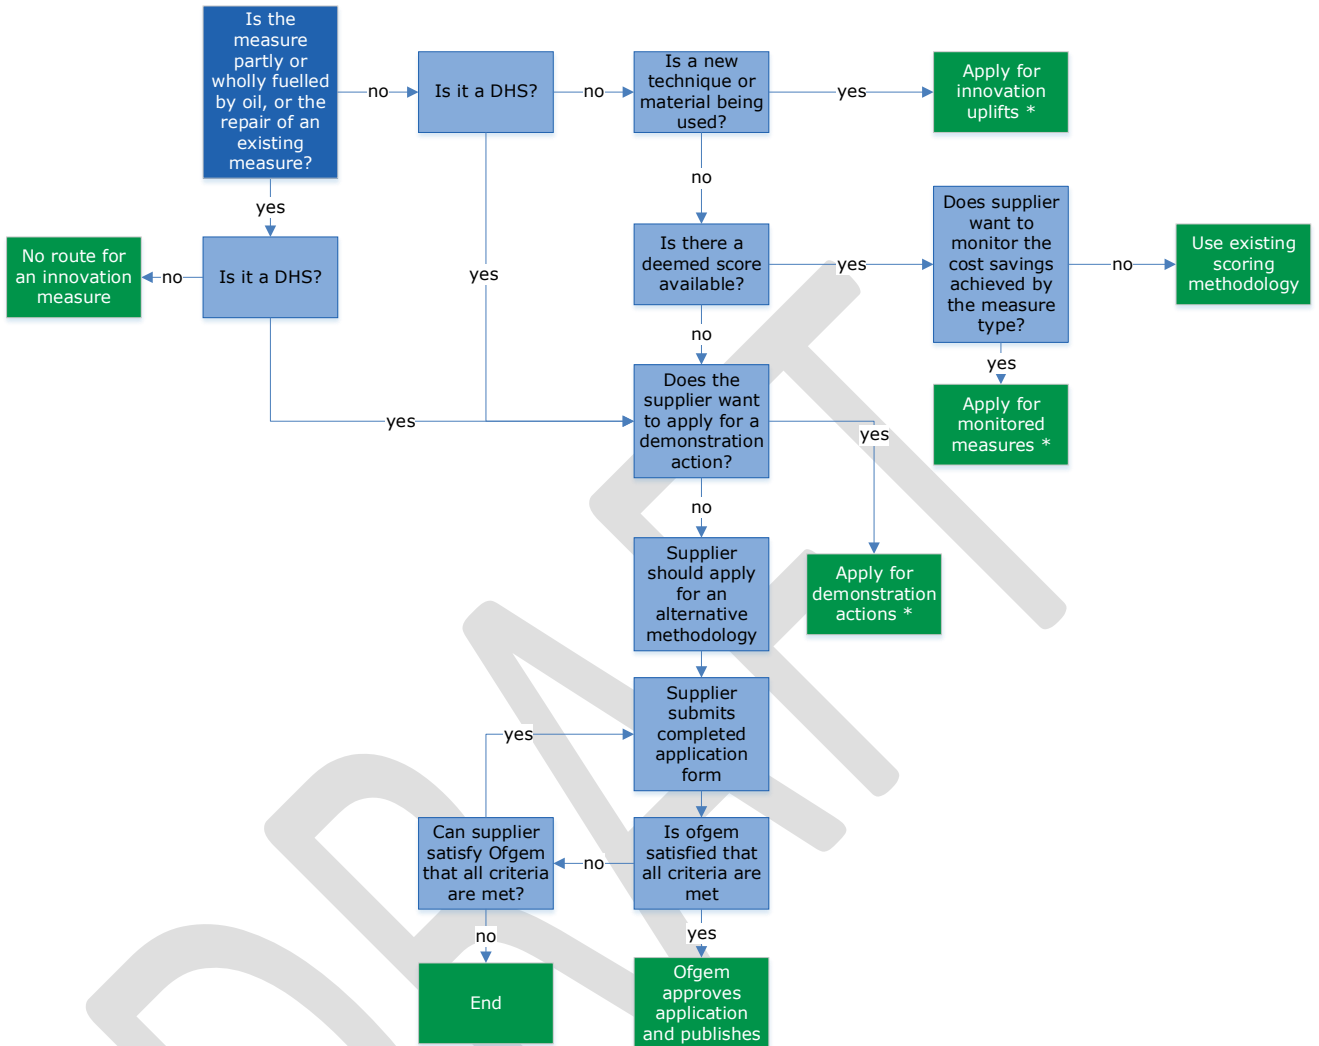 Is the
measure
partly or
wholly fuelled
by oil, or the
repair of an
existing
measure?
no
Is it a DHS?
no
Is a new
technique or
material being
used?
yes
Apply for
innovation
uplifts *
yes
no
No route for
an innovation
measure
no
Is it a DHS?
yes
Is there a
deemed score
available?
yes
Does supplier
want to
monitor the
cost savings
achieved by
the measure
type?
no
Use existing
scoring
methodology
no
yes
yes
Does the
supplier want
to apply for a
demonstration
action?
yes
Apply for
monitored
measures *
no
Supplier
should apply
for an
alternative
methodology
Apply for
demonstration
actions *
Supplier
submits
completed
application
form
yes
Can supplier
satisfy Ofgem
that all criteria
are met?
no
Is ofgem
satisfied that
all criteria are
met
no
yes
End
Ofgem
approves
application
and publishes
DRAFT